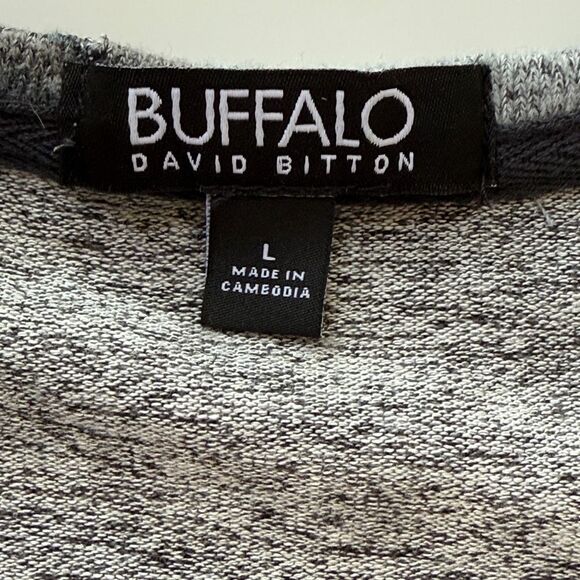 BUFFALO
DAVID BITTON
L
MADE IN
CAMBODIA